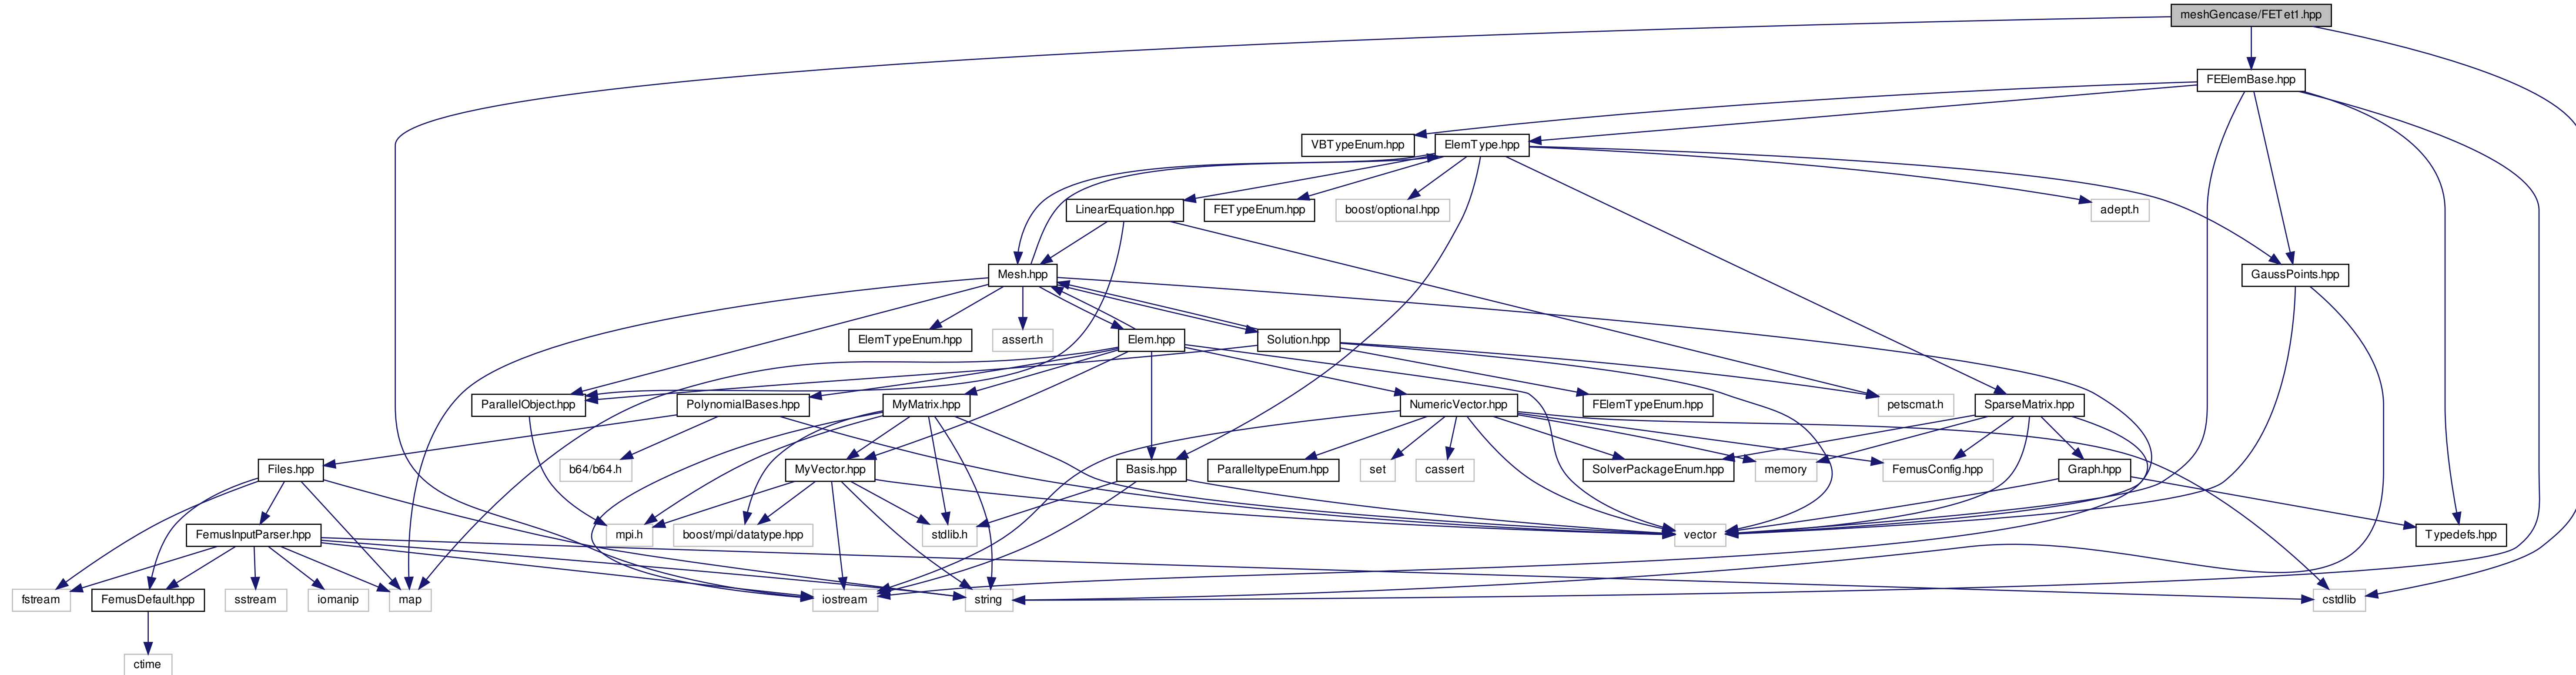 meshGencase/FETet1.hpp
FEElemBase.hpp
VBTypeEnum.hpp
ElemType.hpp
LinearEquation.hpp
FETypeEnum.hpp
boost/optional.hpp
adept.h
Mesh.hpp
GaussPoints.hpp
ElemTypeEnum.hpp
assert.h
Elem.hpp
Solution.hpp
ParallelObject.hpp
PolynomialBases.hpp
MyMatrix.hpp
NumericVector.hpp
FElemTypeEnum.hpp
petscmat.h
SparseMatrix.hpp
Files.hpp
b64/b64.h
MyVector.hpp
Basis.hpp
ParalleltypeEnum.hpp
set
cassert
SolverPackageEnum.hpp
memory
FemusConfig.hpp
Graph.hpp
FemusInputParser.hpp
mpi.h
boost/mpi/datatype.hpp
stdlib.h
vector
Typedefs.hpp
fstream
FemusDefault.hpp
sstream
iomanip
map
iostream
string
cstdlib
ctime